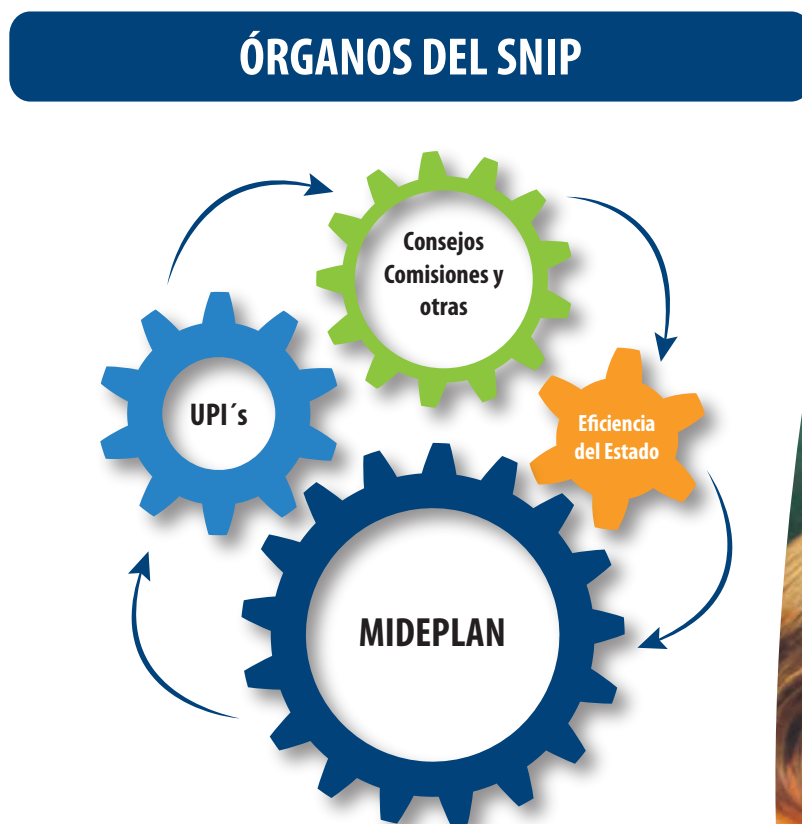 ÓRGANOS DEL SNIP
Consejos
Comisiones y
otras
UPI´s
Eficiencia
del Estado
MIDEPLAN